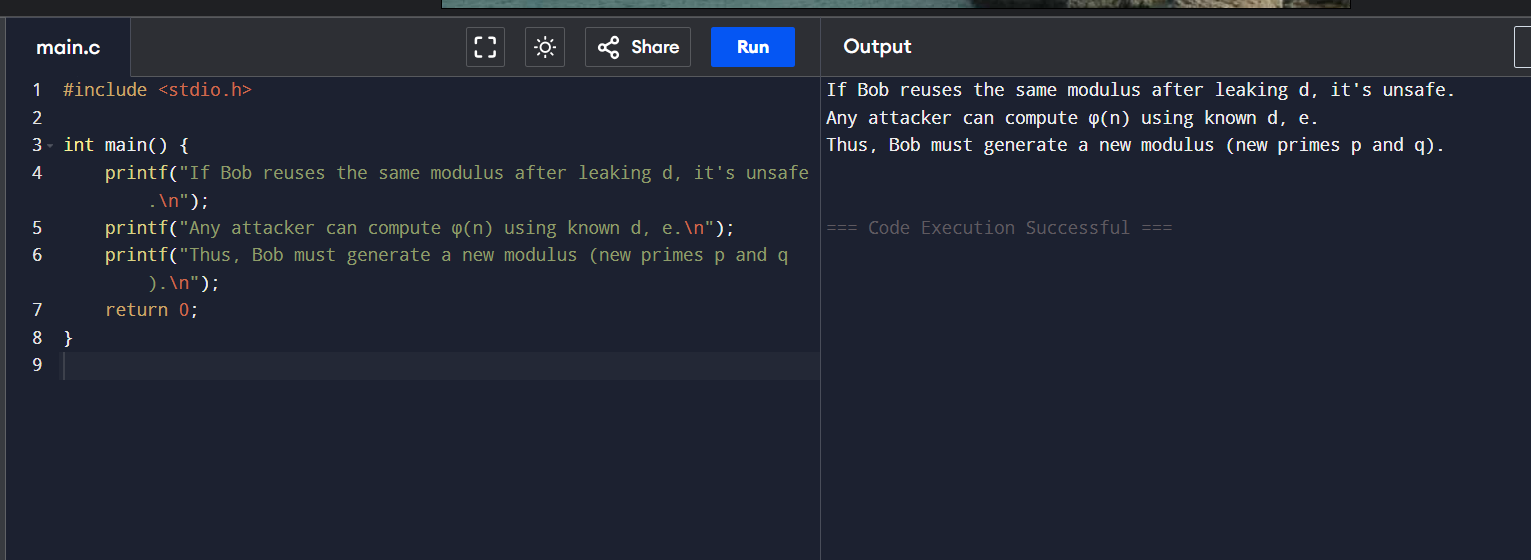 main.c
Share
Run
Output
1 #include <stdio.h>
2
3 int main() {
4 printf("If Bob reuses the same modulus after leaking d, it's unsafe
.\n");
5 printf("Any attacker can compute φ(n) using known d, e.\n");
6 printf("Thus, Bob must generate a new modulus (new primes p and q
).\n");
7 return 0;
8 }
9
If Bob reuses the same modulus after leaking d, it's unsafe.
Any attacker can compute φ(n) using known d, e.
Thus, Bob must generate a new modulus (new primes p and q).
=== Code Execution Successful ===